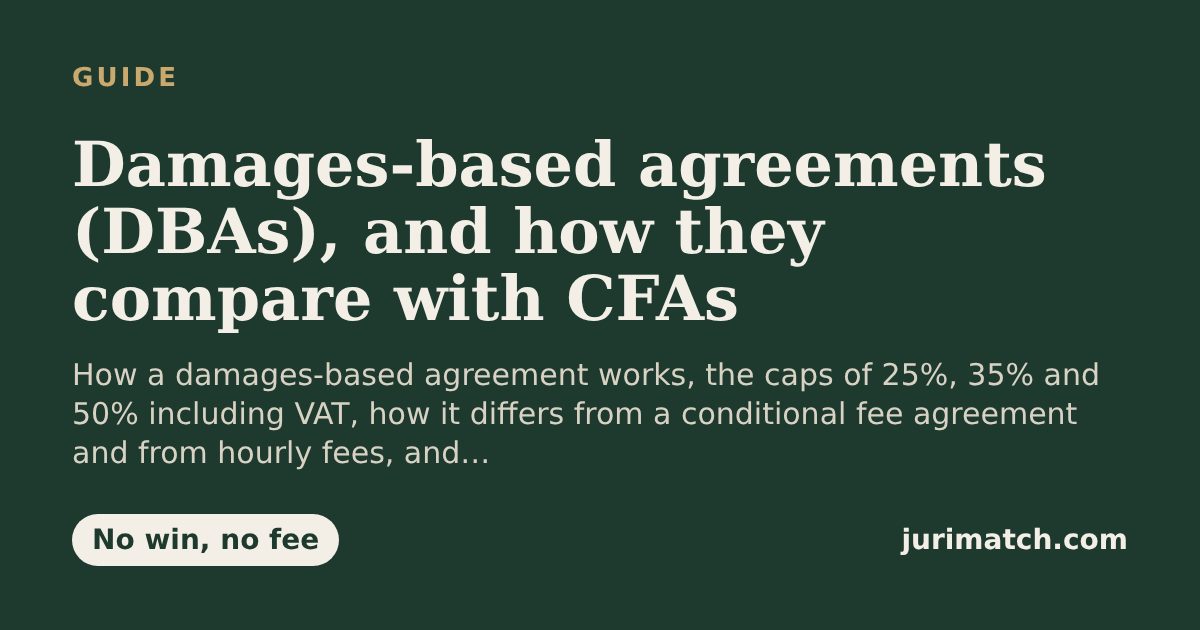 GUIDE
Damages-based agreements
(DBAs), and how they
compare with CFAs
How a damages-based agreement works, the caps of 25%, 35% and
50% including VAT, how it differs from a conditional fee agreement
and from hourly fees, and…
No win, no fee
jurimatch.com